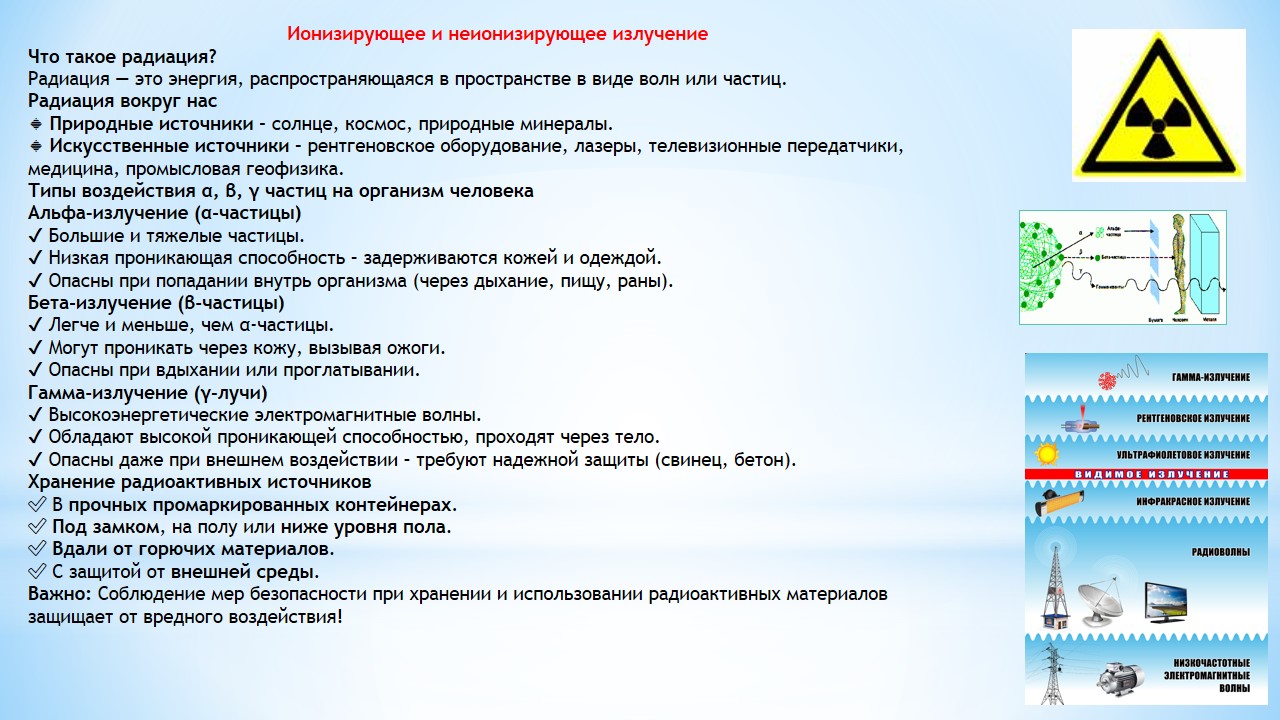 Ионизирующее и неионизирующее излучение
Что такое радиация?
Радиация — это энергия, распространяющаяся в пространстве в виде волн или частиц.
Радиация вокруг нас
🔹 Природные источники – солнце, космос, природные минералы.
🔹 Искусственные источники – рентгеновское оборудование, лазеры, телевизионные передатчики,
медицина, промысловая геофизика.
Типы воздействия α, β, γ частиц на организм человека
Альфа-излучение (α-частицы)
✔ Большие и тяжелые частицы.
✔ Низкая проникающая способность – задерживаются кожей и одеждой.
✔ Опасны при попадании внутрь организма (через дыхание, пищу, раны).
Бета-излучение (β-частицы)
✔ Легче и меньше, чем α-частицы.
✔ Могут проникать через кожу, вызывая ожоги.
✔ Опасны при вдыхании или проглатывании.
Гамма-излучение (γ-лучи)
✔ Высокоэнергетические электромагнитные волны.
✔ Обладают высокой проникающей способностью, проходят через тело.
✔ Опасны даже при внешнем воздействии – требуют надежной защиты (свинец, бетон).
Хранение радиоактивных источников
✅ В прочных промаркированных контейнерах.
✅ Под замком, на полу или ниже уровня пола.
✅ Вдали от горючих материалов.
✅ С защитой от внешней среды.
Важно: Соблюдение мер безопасности при хранении и использовании радиоактивных материалов
защищает от вредного воздействия!
α
Альфа-
частица
β
Бета-частица
γ
Гамма-кванты
Бумага Человек Металл
ГАММА-ИЗЛУЧЕНИЕ
РЕНТГЕНОВСКОЕ ИЗЛУЧЕНИЕ
УЛЬТРАФИОЛЕТОВОЕ ИЗЛУЧЕНИЕ
ВИДИМОЕ ИЗЛУЧЕНИЕ
ИНФРАКРАСНОЕ ИЗЛУЧЕНИЕ
РАДИОВОЛНЫ
НИЗКОЧАСТОТНЫЕ
ЭЛЕКТРОМАГНИТНЫЕ
ВОЛНЫ